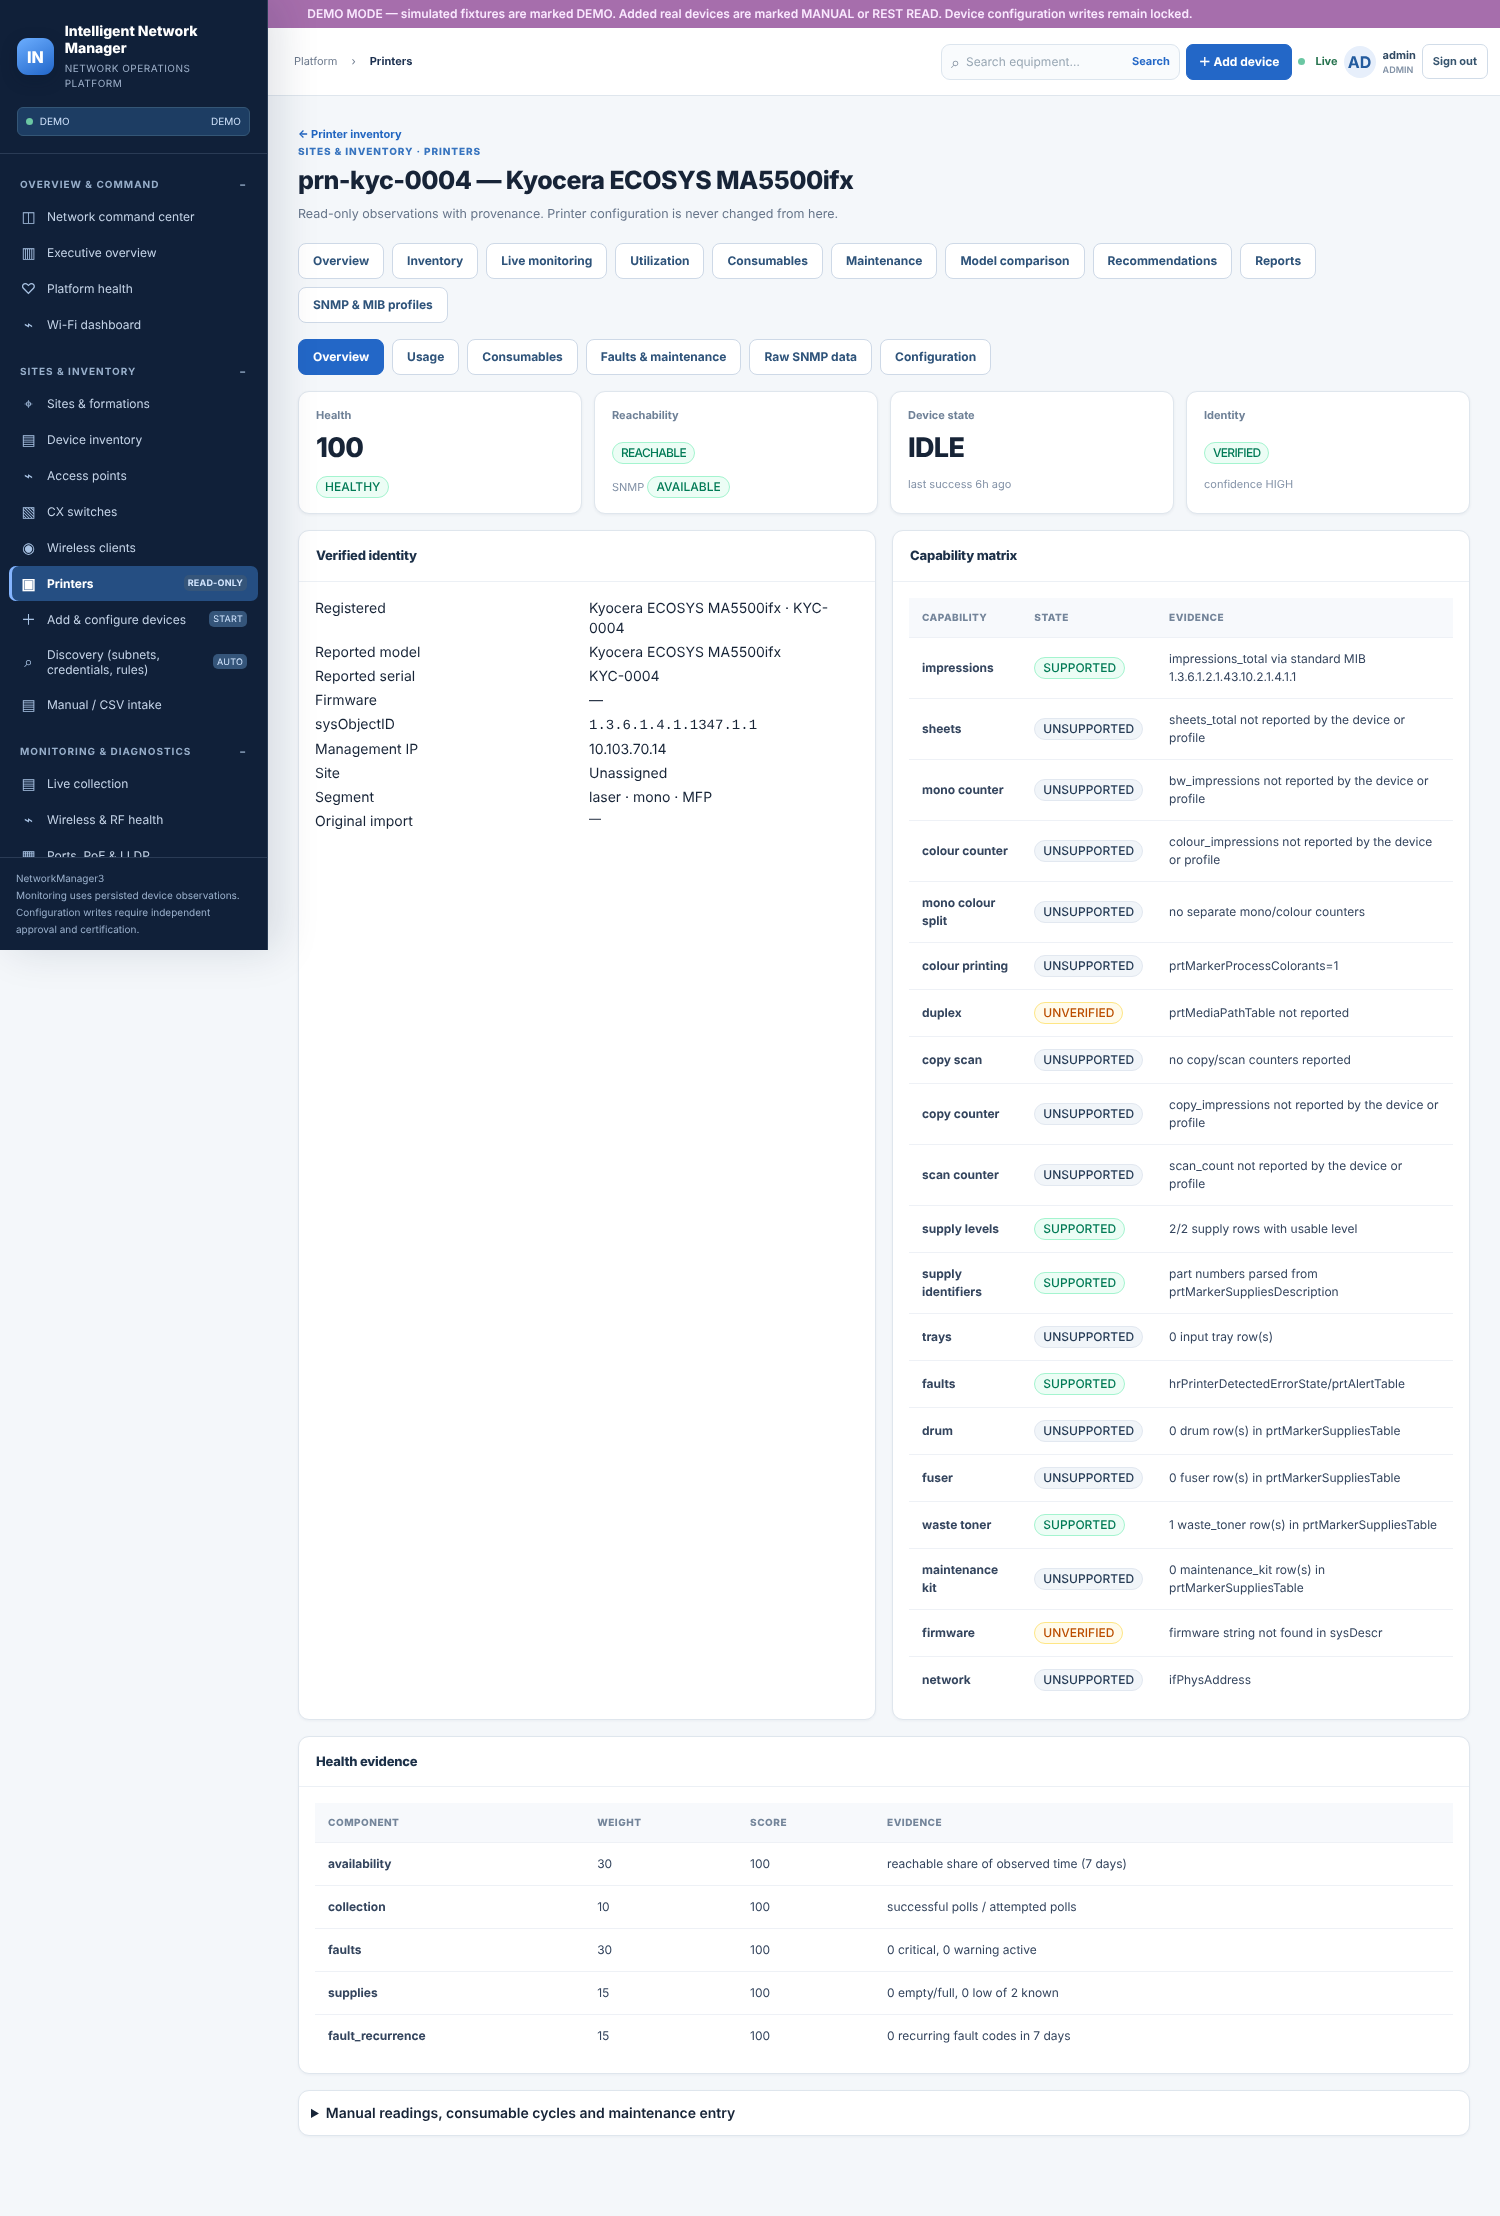 DEMO MODE — simulated fixtures are marked DEMO. Added real devices are marked MANUAL or REST READ. Device configuration writes remain locked.
IN
Intelligent Network
Manager
NETWORK OPERATIONS
PLATFORM
DEMO DEMO
OVERVIEW & COMMAND –
Network command center
Executive overview
Platform health
Wi-Fi dashboard
SITES & INVENTORY –
Sites & formations
Device inventory
Access points
CX switches
Wireless clients
Printers READ-ONLY
Add & configure devices START
Discovery (subnets,
credentials, rules) AUTO
Manual / CSV intake
MONITORING & DIAGNOSTICS –
Live collection
Wireless & RF health
Ports, PoE & LLDP
NetworkManager3
Monitoring uses persisted device observations.
Configuration writes require independent
approval and certification.
Platform › Printers
Search equipment... Search
+ Add device
Live
AD
admin
ADMIN
Sign out
← Printer inventory
SITES & INVENTORY · PRINTERS
prn-kyc-0004 — Kyocera ECOSYS MA5500ifx
Read-only observations with provenance. Printer configuration is never changed from here.
Overview Inventory Live monitoring Utilization Consumables Maintenance Model comparison Recommendations Reports
SNMP & MIB profiles
Overview Usage Consumables Faults & maintenance Raw SNMP data Configuration
Health
100
HEALTHY
Reachability
REACHABLE
SNMP AVAILABLE
Device state
IDLE
last success 6h ago
Identity
VERIFIED
confidence HIGH
Verified identity
Registered Kyocera ECOSYS MA5500ifx · KYC-
0004
Reported model Kyocera ECOSYS MA5500ifx
Reported serial KYC-0004
Firmware —
sysObjectID 1.3.6.1.4.1.1347.1.1
Management IP 10.103.70.14
Site Unassigned
Segment laser · mono · MFP
Original import —
Capability matrix
CAPABILITY STATE EVIDENCE
impressions SUPPORTED impressions_total via standard MIB
1.3.6.1.2.1.43.10.2.1.4.1.1
sheets UNSUPPORTED sheets_total not reported by the device or
profile
mono counter UNSUPPORTED bw_impressions not reported by the device or
profile
colour counter UNSUPPORTED colour_impressions not reported by the device
or profile
mono colour
split UNSUPPORTED no separate mono/colour counters
colour printing UNSUPPORTED prtMarkerProcessColorants=1
duplex UNVERIFIED prtMediaPathTable not reported
copy scan UNSUPPORTED no copy/scan counters reported
copy counter UNSUPPORTED copy_impressions not reported by the device or
profile
scan counter UNSUPPORTED scan_count not reported by the device or
profile
supply levels SUPPORTED 2/2 supply rows with usable level
supply
identifiers SUPPORTED part numbers parsed from
prtMarkerSuppliesDescription
trays UNSUPPORTED 0 input tray row(s)
faults SUPPORTED hrPrinterDetectedErrorState/prtAlertTable
drum UNSUPPORTED 0 drum row(s) in prtMarkerSuppliesTable
fuser UNSUPPORTED 0 fuser row(s) in prtMarkerSuppliesTable
waste toner SUPPORTED 1 waste_toner row(s) in prtMarkerSuppliesTable
maintenance
kit UNSUPPORTED 0 maintenance_kit row(s) in
prtMarkerSuppliesTable
firmware UNVERIFIED firmware string not found in sysDescr
network UNSUPPORTED ifPhysAddress
Health evidence
COMPONENT WEIGHT SCORE EVIDENCE
availability 30 100 reachable share of observed time (7 days)
collection 10 100 successful polls / attempted polls
faults 30 100 0 critical, 0 warning active
supplies 15 100 0 empty/full, 0 low of 2 known
fault_recurrence 15 100 0 recurring fault codes in 7 days
Manual readings, consumable cycles and maintenance entry